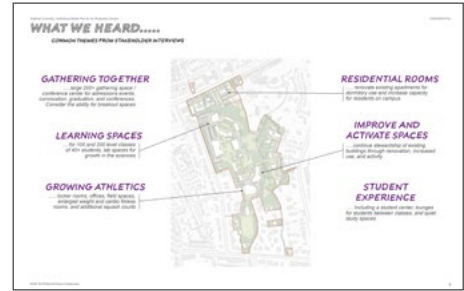 WHAT WE HEARD.....
COMMON THEMES FROM STAKEHOLDER INTERVIEWS
GATHERING TOGETHER
... large 200+ gathering space /
conference center for admissions events,
convocation, graduation, and conferences.
Consider the ability for breakout spaces
LEARNING SPACES
... for 100 and 200 level classes
of 40+ students, lab spaces for
growth in the sciences
GROWING ATHLETICS
... locker rooms, offices, field spaces,
enlarged weight and cardio fitness
rooms, and additional squash courts
RESIDENTIAL ROOMS
... renovate existing apartments for
dormitory use and increase capacity
for residents on campus
IMPROVE AND
ACTIVATE SPACES
... continue stewardship of existing
buildings through renovation, increased
use, and activity
STUDENT
EXPERIENCE
... including a student center, lounges
for students between classes, and quiet
study spaces